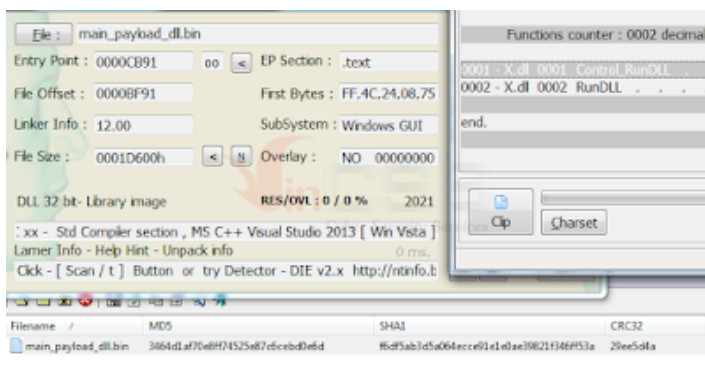 File : main_payload_dll.bin
Entry Point : 0000CB91 oo < EP Section : .text
File Offset : 0000BF91 First Bytes : FF,4C,24,08,75
Linker Info : 12.00 SubSystem : Windows GUI
File Size : 0001D600h < N Overlay : NO 00000000
DLL 32 bit- Library image RES/OVL : 0 / 0 % 2021
xx - Std Compiler section , MS C++ Visual Studio 2013 [ Win Vista ]
Lamer Info - Help Hint - Unpack info 0 ms.
Click - [ Scan / t ] Button or try Detector - DIE v2.x http://ntinfo.b
Functions counter : 0002 decimal
0001 - X.dll 0001 Control_RunDLL . .
0002 - X.dll 0002 RunDLL . . . .
end.
Clip Charset
inCSS
Services
Filename / MD5 SHA1 CRC32
main_payload_dll.bin 3464d1af70e8ff74525e87c6cebd0e6d f6df5ab3d5a064ecce91e1e0ae39821f346ff53a 29ee5d4a